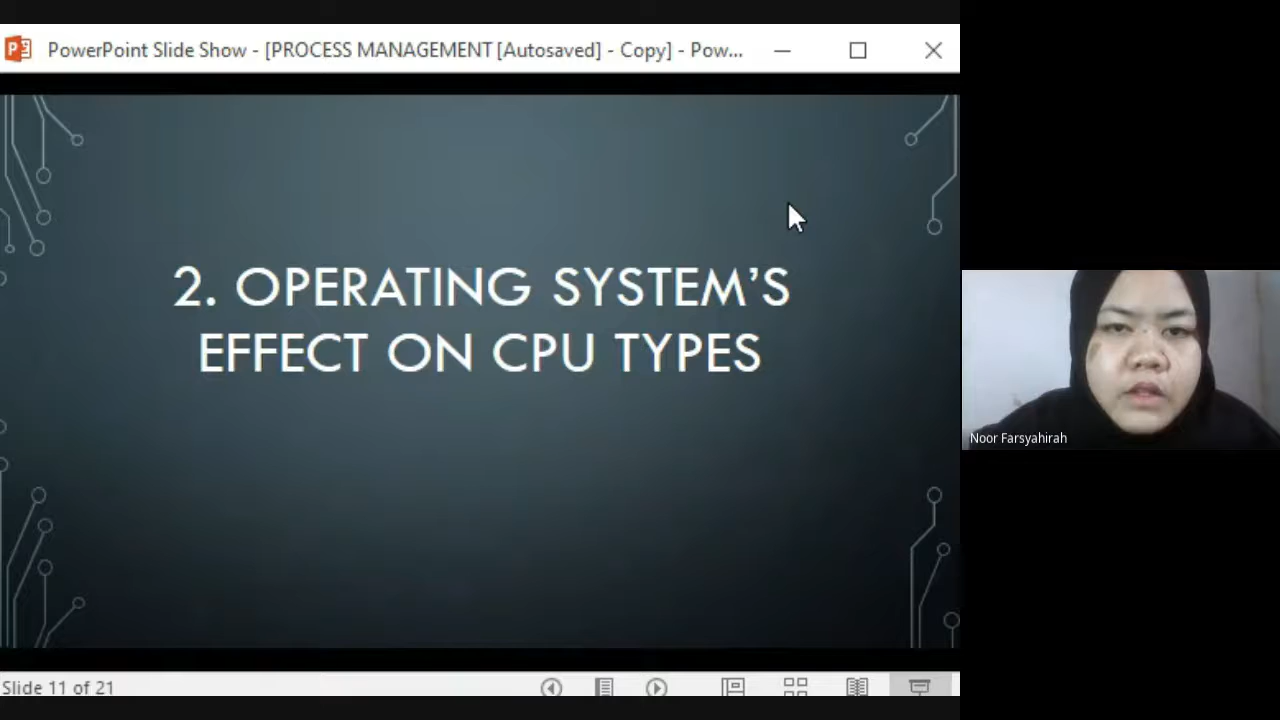 PowerPoint Slide Show - [PROCESS MANAGEMENT [Autosaved] - Copy] - Pow...
2. OPERATING SYSTEM’S
EFFECT ON CPU TYPES
Noor Farsyahirah
Slide 11 of 21